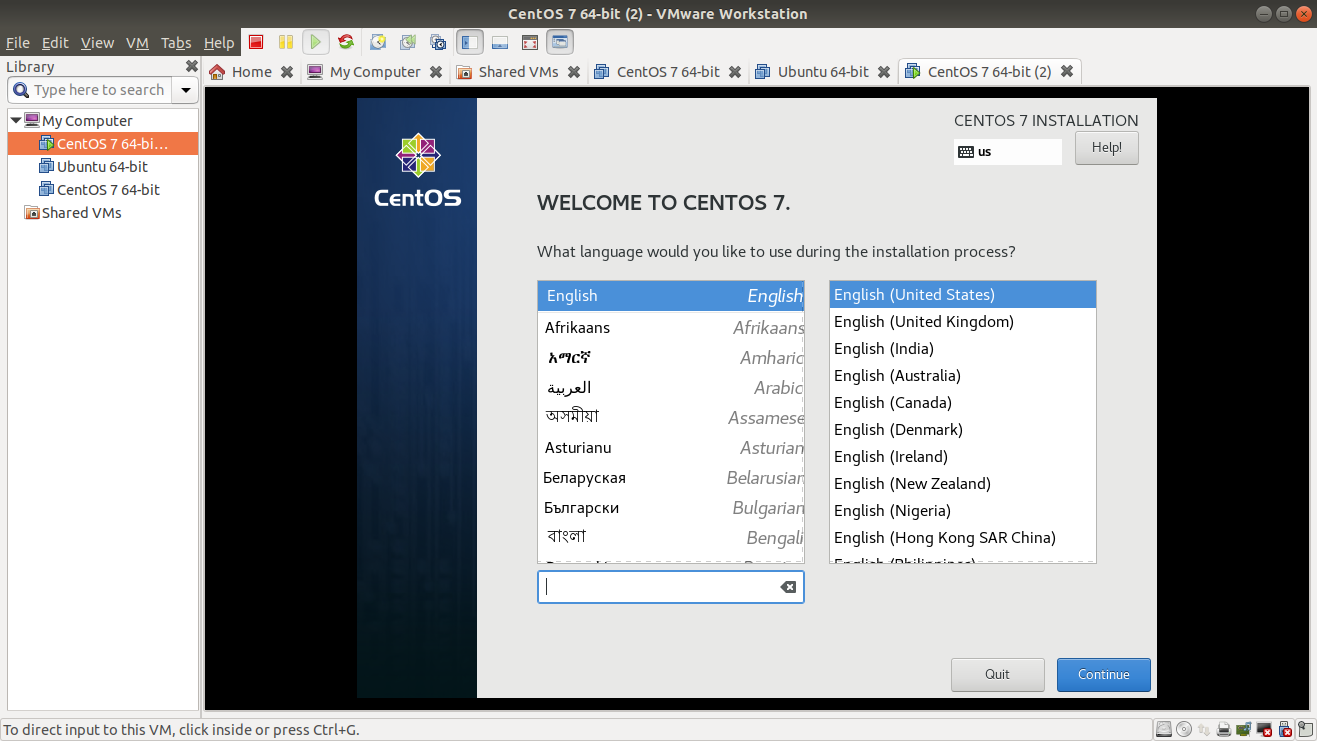 CentOS 7 64-bit (2) - VMware Workstation
File Edit View VM Tabs Help
Library
Type here to search
Home
My Computer
Shared VMs
CentOS 7 64-bit
Ubuntu 64-bit
CentOS 7 64-bit (2)
My Computer
CentOS 7 64-bi...
Ubuntu 64-bit
CentOS 7 64-bit
Shared VMs
CentOS
CENTOS 7 INSTALLATION
us
Help!
WELCOME TO CENTOS 7.
What language would you like to use during the installation process?
English English
Afrikaans Afrikaans
አማርኛ Amharic
العربية Arabic
অসমীয়া Assamese
Asturianu Asturian
Беларуская Belarusian
Български Bulgarian
বাংলা Bengali
English (United States)
English (United Kingdom)
English (India)
English (Australia)
English (Canada)
English (Denmark)
English (Ireland)
English (New Zealand)
English (Nigeria)
English (Hong Kong SAR China)
English (Philippines)
Quit
Continue
To direct input to this VM, click inside or press Ctrl+G.